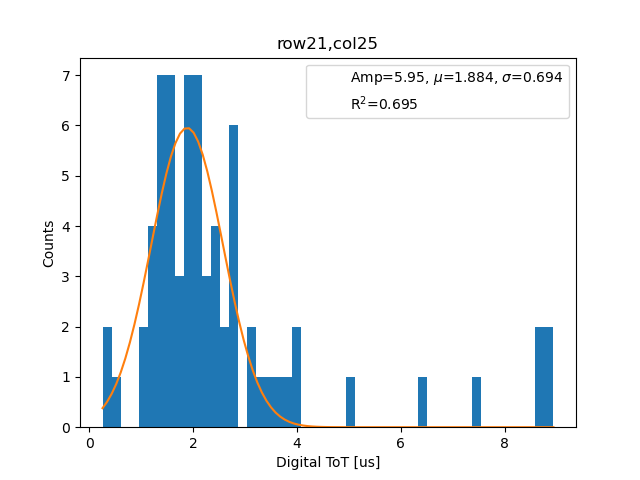 row21,col25
Amp=5.95, μ=1.884, σ=0.694
R²=0.695
7
6
5
4
3
2
1
0
Counts
0 2 4 6 8
Digital ToT [us]